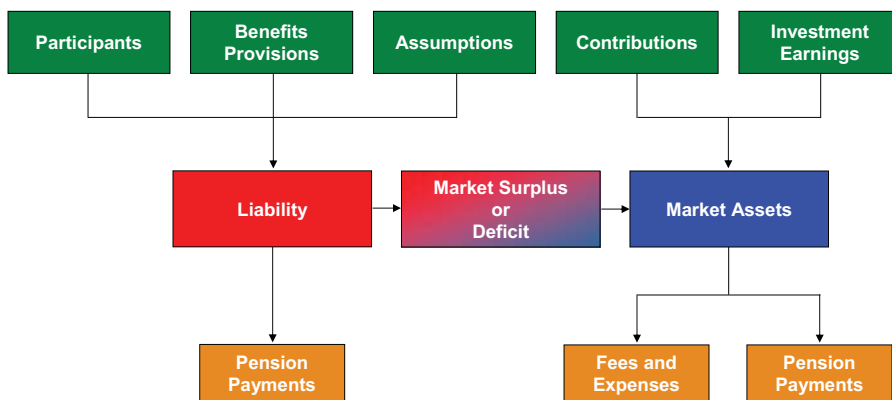 Participants
Benefits
Provisions
Assumptions
Contributions
Investment
Earnings
Liability
Market Surplus
or
Deficit
Market Assets
Pension
Payments
Fees and
Expenses
Pension
Payments